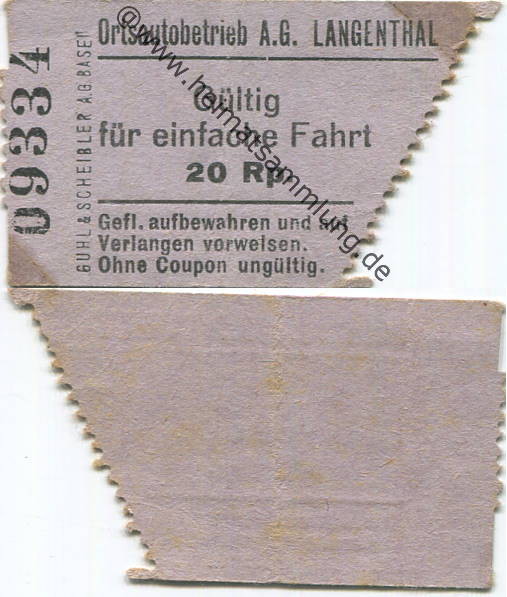 Ortsautobetrieb A.G. LANGENTHAL
Gültig
für einfache Fahrt
20 Rp.
Gefl. aufbewahren und auf
Verlangen vorweisen.
Ohne Coupon ungültig.
09334
GUHL & SCHEIBLER A.G. BASEL
@www.heimatsammlung.de